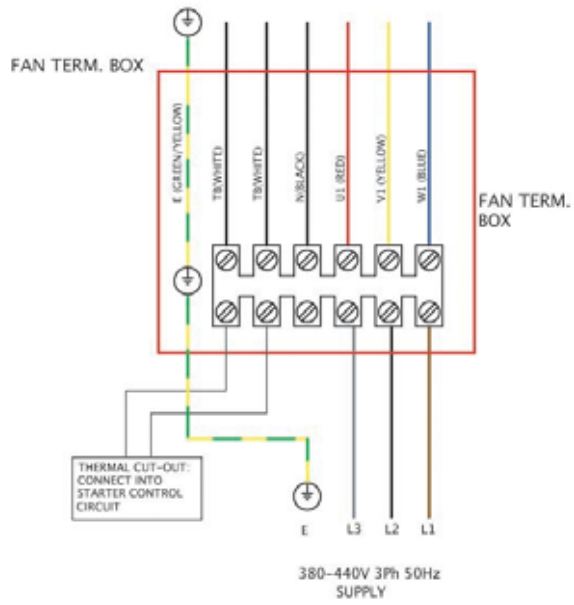 FAN TERM. BOX
E (GREEN/YELLOW)
TB(WHITE)
TB(WHITE)
N(BLACK)
U1 (RED)
V1 (YELLOW)
W1 (BLUE)
FAN TERM.
BOX
THERMAL CUT-OUT:
CONNECT INTO
STARTER CONTROL
CIRCUIT
E
L3
L2
L1
380-440V 3Ph 50Hz
SUPPLY